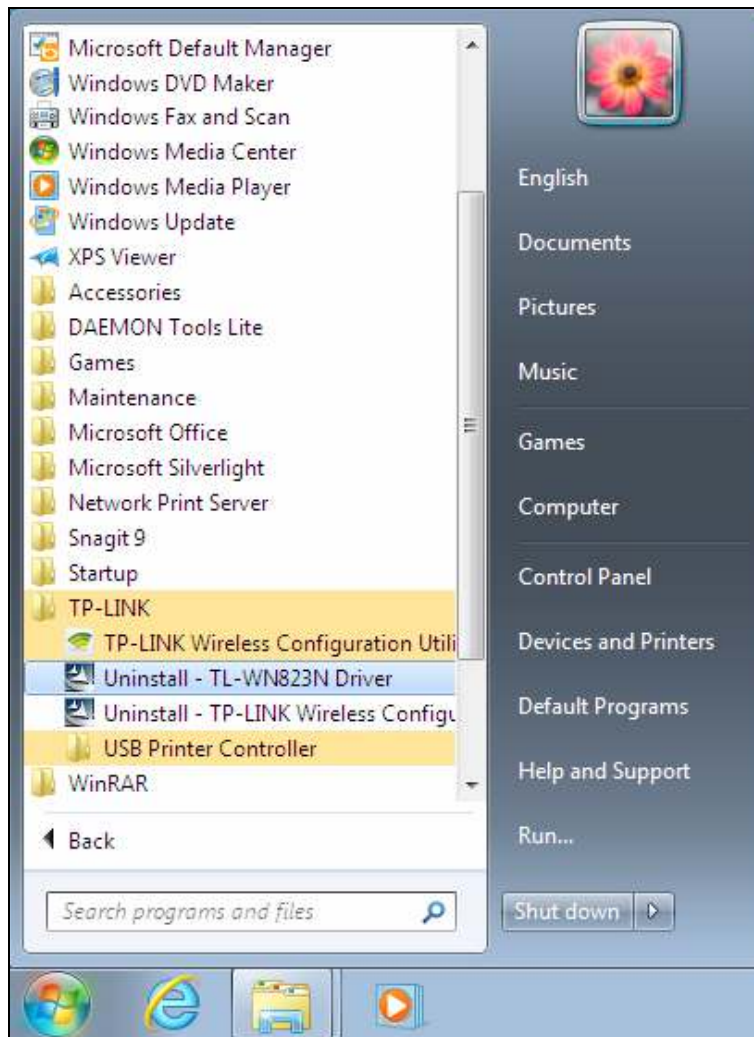 Microsoft Default Manager
Windows DVD Maker
Windows Fax and Scan
Windows Media Center
Windows Media Player
Windows Update
XPS Viewer
Accessories
DAEMON Tools Lite
Games
Maintenance
Microsoft Office
Microsoft Silverlight
Network Print Server
Snagit 9
Startup
TP-LINK
TP-LINK Wireless Configuration Utili
Uninstall - TL-WN823N Driver
Uninstall - TP-LINK Wireless Configu
USB Printer Controller
WinRAR
Back
Search programs and files
English
Documents
Pictures
Music
Games
Computer
Control Panel
Devices and Printers
Default Programs
Help and Support
Run...
Shut down